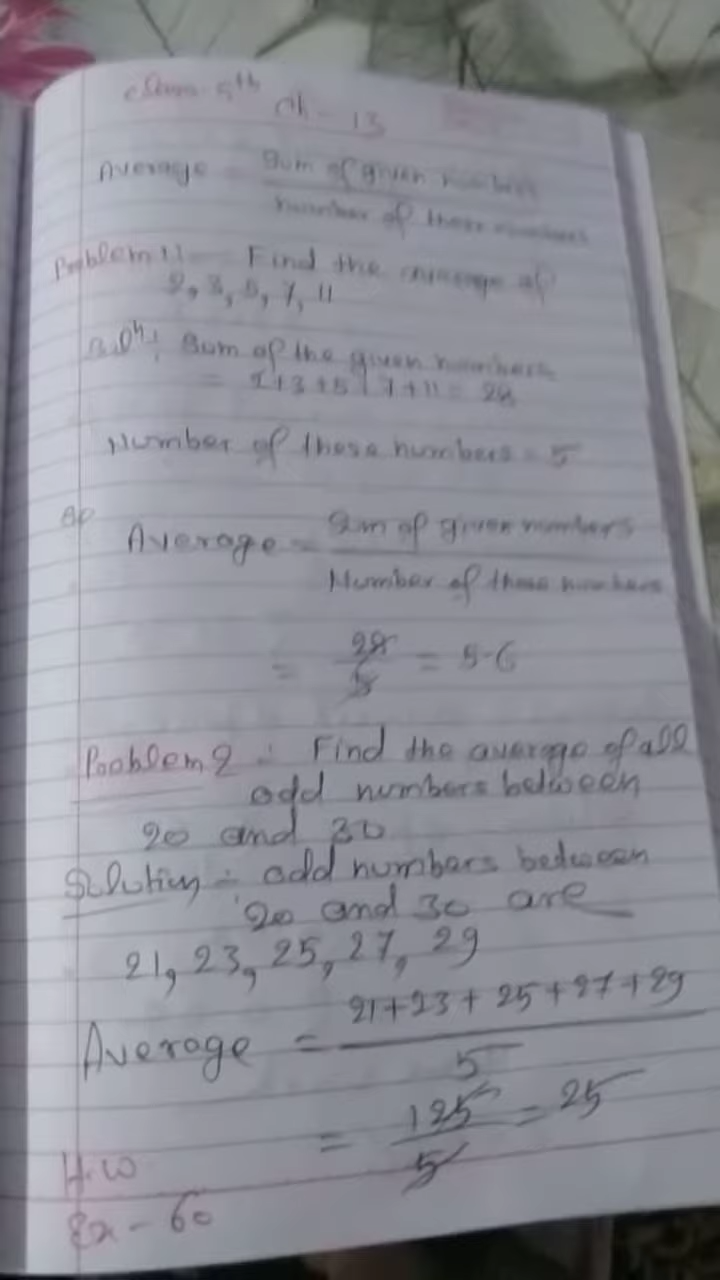 Class 5th Ch - 13
Average = Sum of given numbers
number of these numbers
Problem 1:- Find the average of
2, 3, 5, 7, 11
Solⁿ: Sum of the given numbers
= 2+3+5+7+11 = 28
Number of these numbers = 5
So
Average = Sum of given numbers
Number of these numbers
= 28/5 = 5.6
Problem 2 : Find the average of all
odd numbers between
20 and 30
Solution - odd numbers between
20 and 30 are
21, 23, 25, 27, 29
Average = 21+23+25+27+29
5
= 125/5 = 25
H.W
Ex - 60